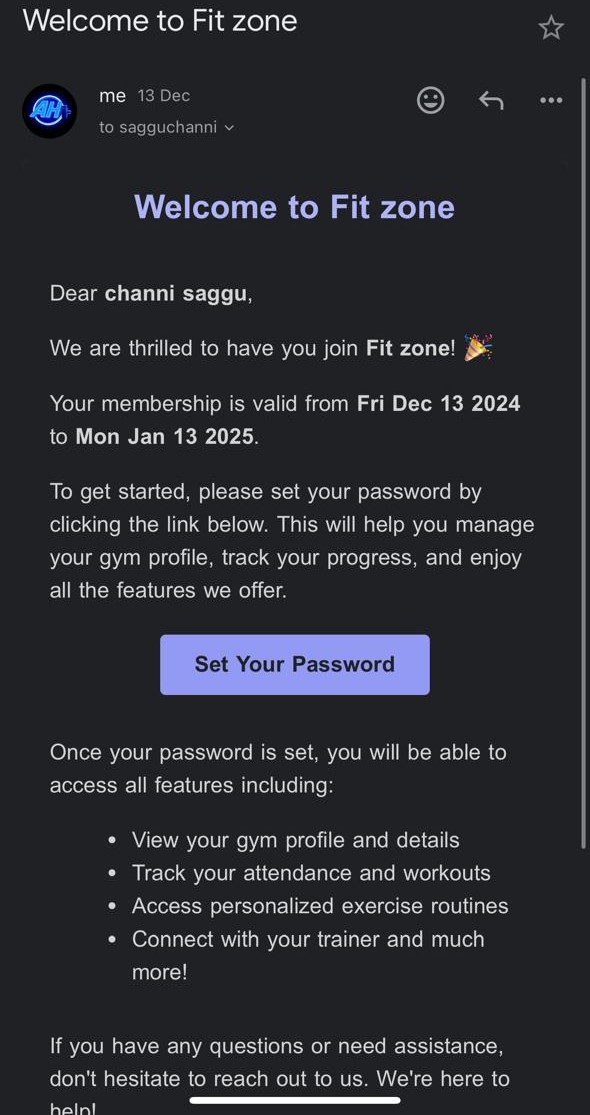 Welcome to Fit zone
AH
me 13 Dec
to sagguchanni
Welcome to Fit zone
Dear channi saggu,
We are thrilled to have you join Fit zone! 🎉
Your membership is valid from Fri Dec 13 2024
to Mon Jan 13 2025.
To get started, please set your password by
clicking the link below. This will help you manage
your gym profile, track your progress, and enjoy
all the features we offer.
Set Your Password
Once your password is set, you will be able to
access all features including:
• View your gym profile and details
• Track your attendance and workouts
• Access personalized exercise routines
• Connect with your trainer and much
more!
If you have any questions or need assistance,
don't hesitate to reach out to us. We're here to
help!